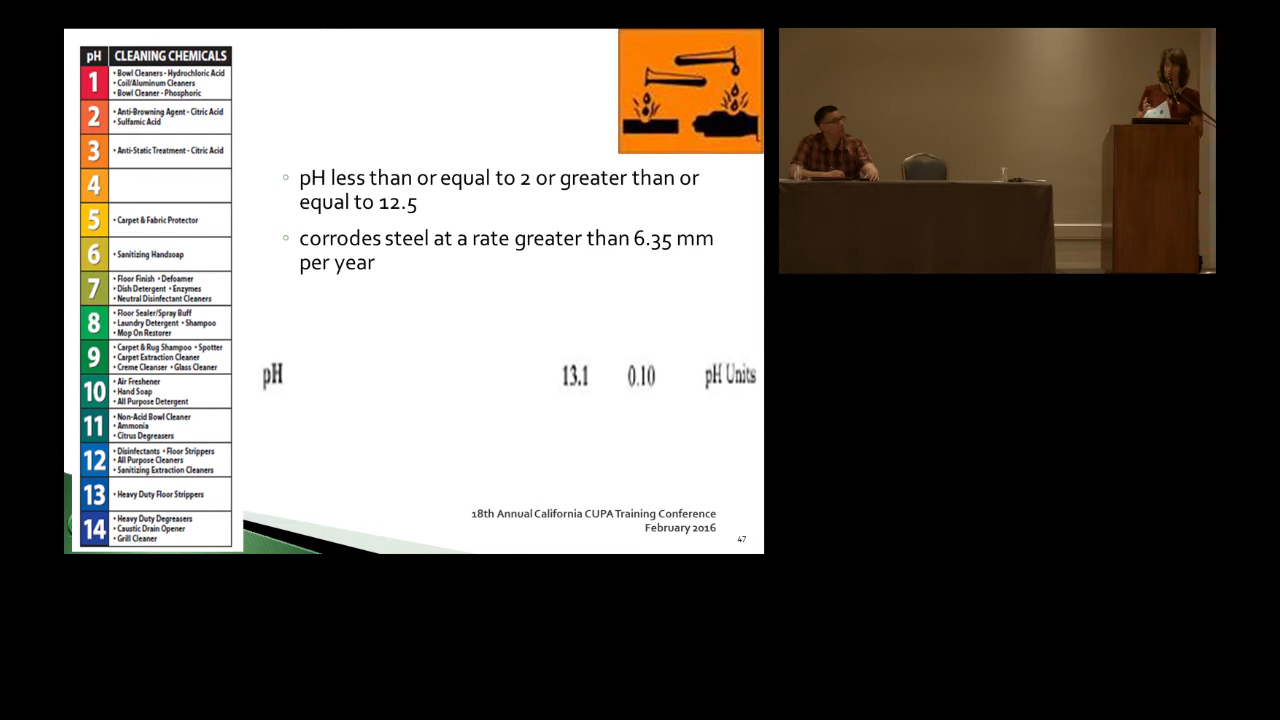 pH CLEANING CHEMICALS
1 • Bowl Cleaners - Hydrochloric Acid
• Coil/Aluminum Cleaners
• Bowl Cleaner - Phosphoric
2 • Anti-Browning Agent - Citric Acid
• Sulfamic Acid
3 • Anti-Static Treatment - Citric Acid
4
5 • Carpet & Fabric Protector
6 • Sanitizing Handsoap
7 • Floor Finish • Defoamer
• Dish Detergent • Enzymes
• Neutral Disinfectant Cleaners
8 • Floor Sealer/Spray Buff
• Laundry Detergent • Shampoo
• Mop On Restorer
9 • Carpet & Rug Shampoo • Spotter
• Carpet Extraction Cleaner
• Creme Cleanser • Glass Cleaner
10 • Air Freshener
• Hand Soap
• All Purpose Detergent
11 • Non-Acid Bowl Cleaner
• Ammonia
• Citrus Degreasers
12 • Disinfectants • Floor Strippers
• All Purpose Cleaners
• Sanitizing Extraction Cleaners
13 • Heavy Duty Floor Strippers
14 • Heavy Duty Degreasers
• Caustic Drain Opener
• Grill Cleaner
◦ pH less than or equal to 2 or greater than or
equal to 12.5
◦ corrodes steel at a rate greater than 6.35 mm
per year
pH 13.1 0.10 pH Units
18th Annual California CUPA Training Conference
February 2016
47